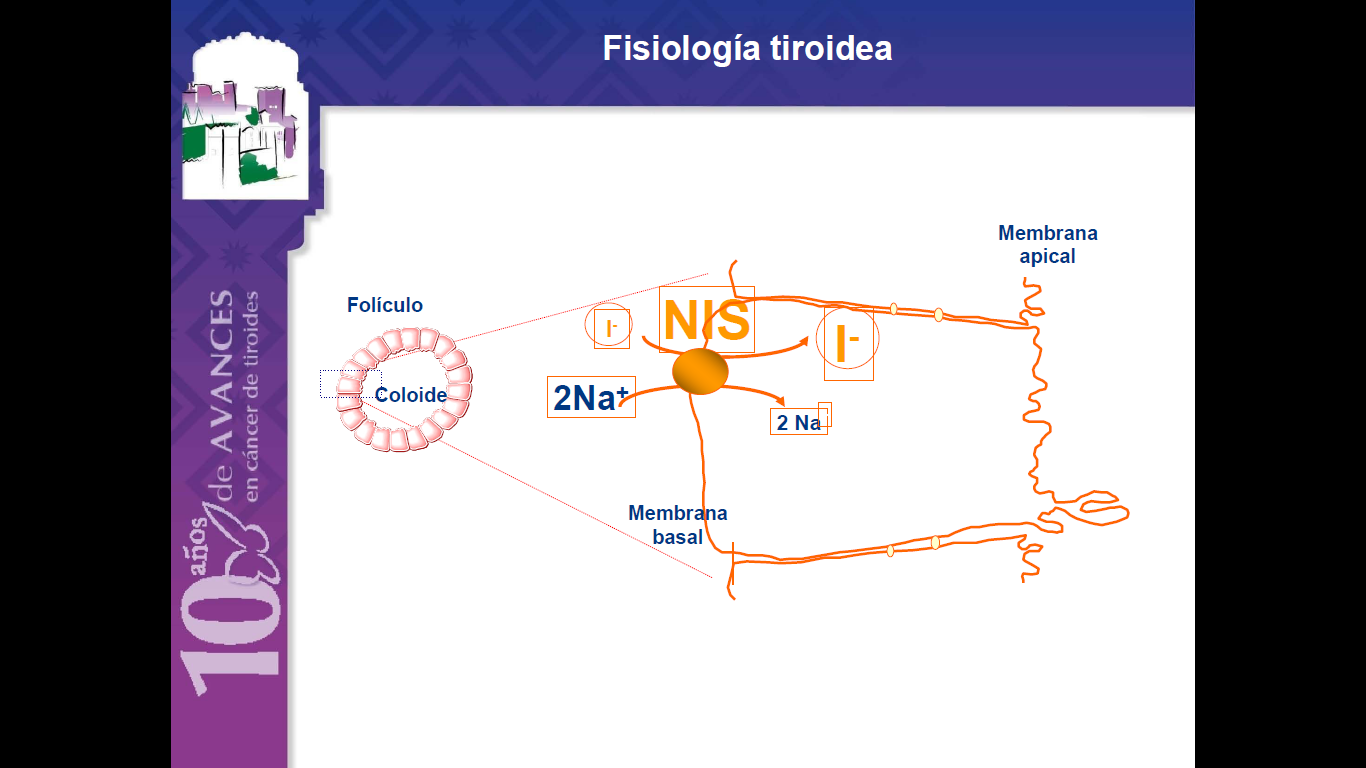 Fisiología tiroidea
Membrana
apical
Folículo
NIS
I-
I-
Coloide
2Na+
2 Na
Membrana
basal
10 años
de AVANCES
en cáncer de tiroides